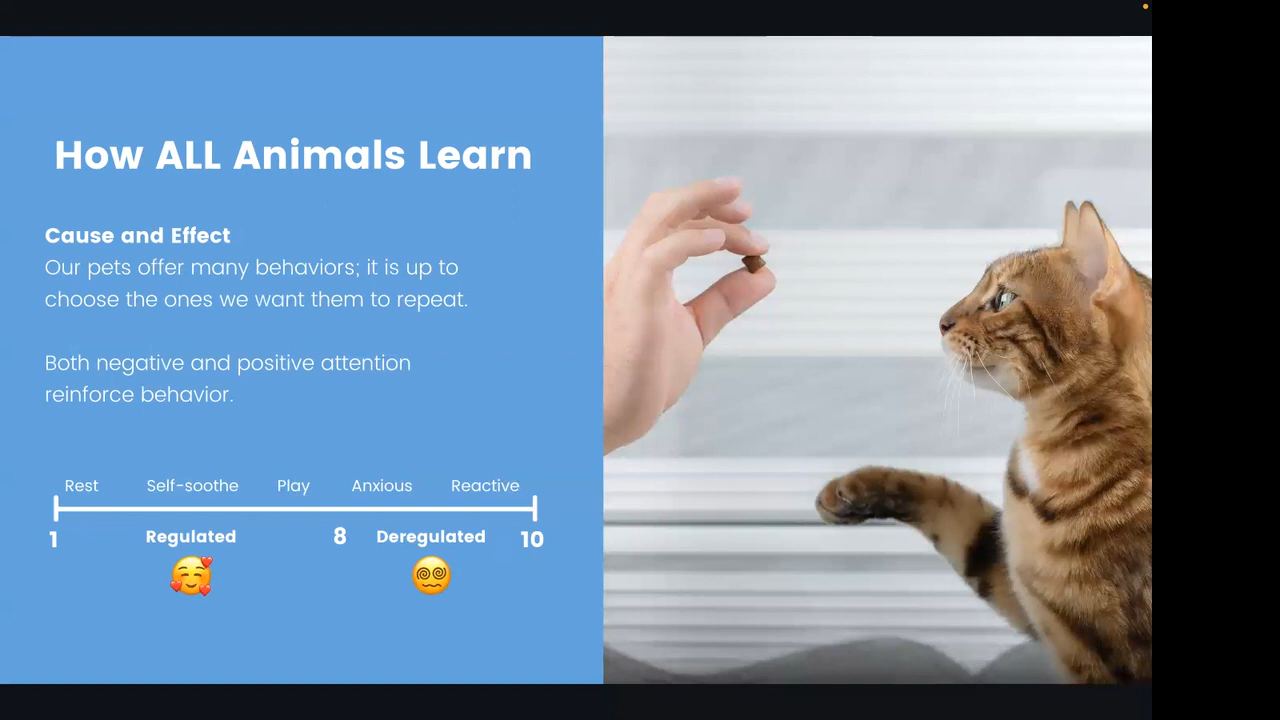 How ALL Animals Learn
Cause and Effect
Our pets offer many behaviors; it is up to
choose the ones we want them to repeat.
Both negative and positive attention
reinforce behavior.
Rest Self-soothe Play Anxious Reactive
1 Regulated 8 Deregulated 10